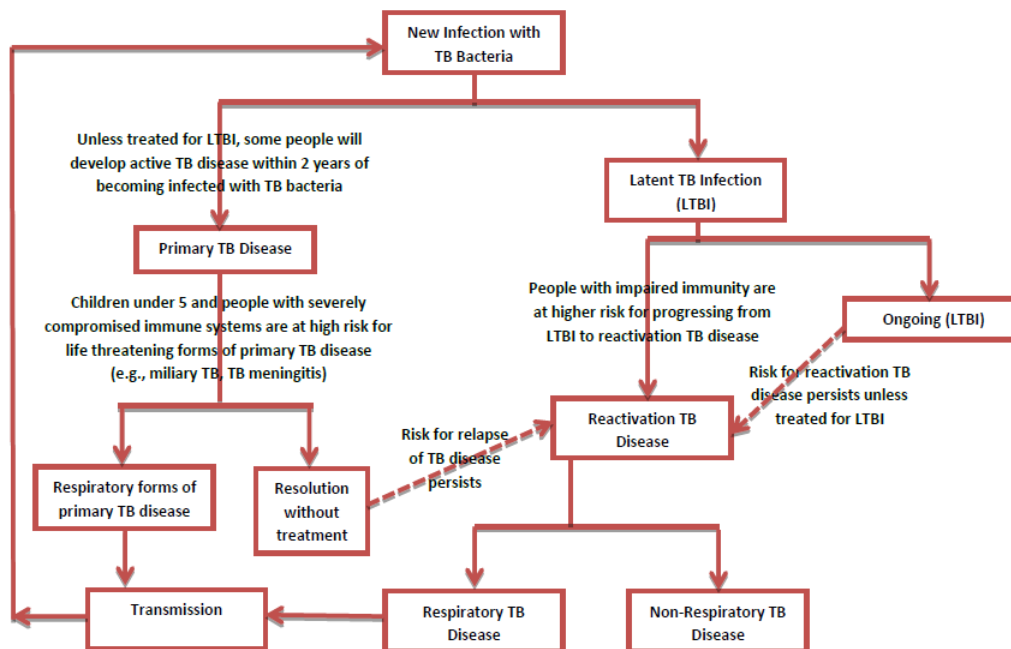 New Infection with
TB Bacteria
Unless treated for LTBI, some people will
develop active TB disease within 2 years of
becoming infected with TB bacteria
Latent TB Infection
(LTBI)
Primary TB Disease
Children under 5 and people with severely
compromised immune systems are at high risk for
life threatening forms of primary TB disease
(e.g., miliary TB, TB meningitis)
People with impaired immunity are
at higher risk for progressing from
LTBI to reactivation TB disease
Ongoing (LTBI)
Risk for reactivation TB
disease persists unless
treated for LTBI
Reactivation TB
Disease
Risk for relapse
of TB disease
persists
Respiratory forms of
primary TB disease
Resolution
without
treatment
Transmission
Respiratory TB
Disease
Non-Respiratory TB
Disease